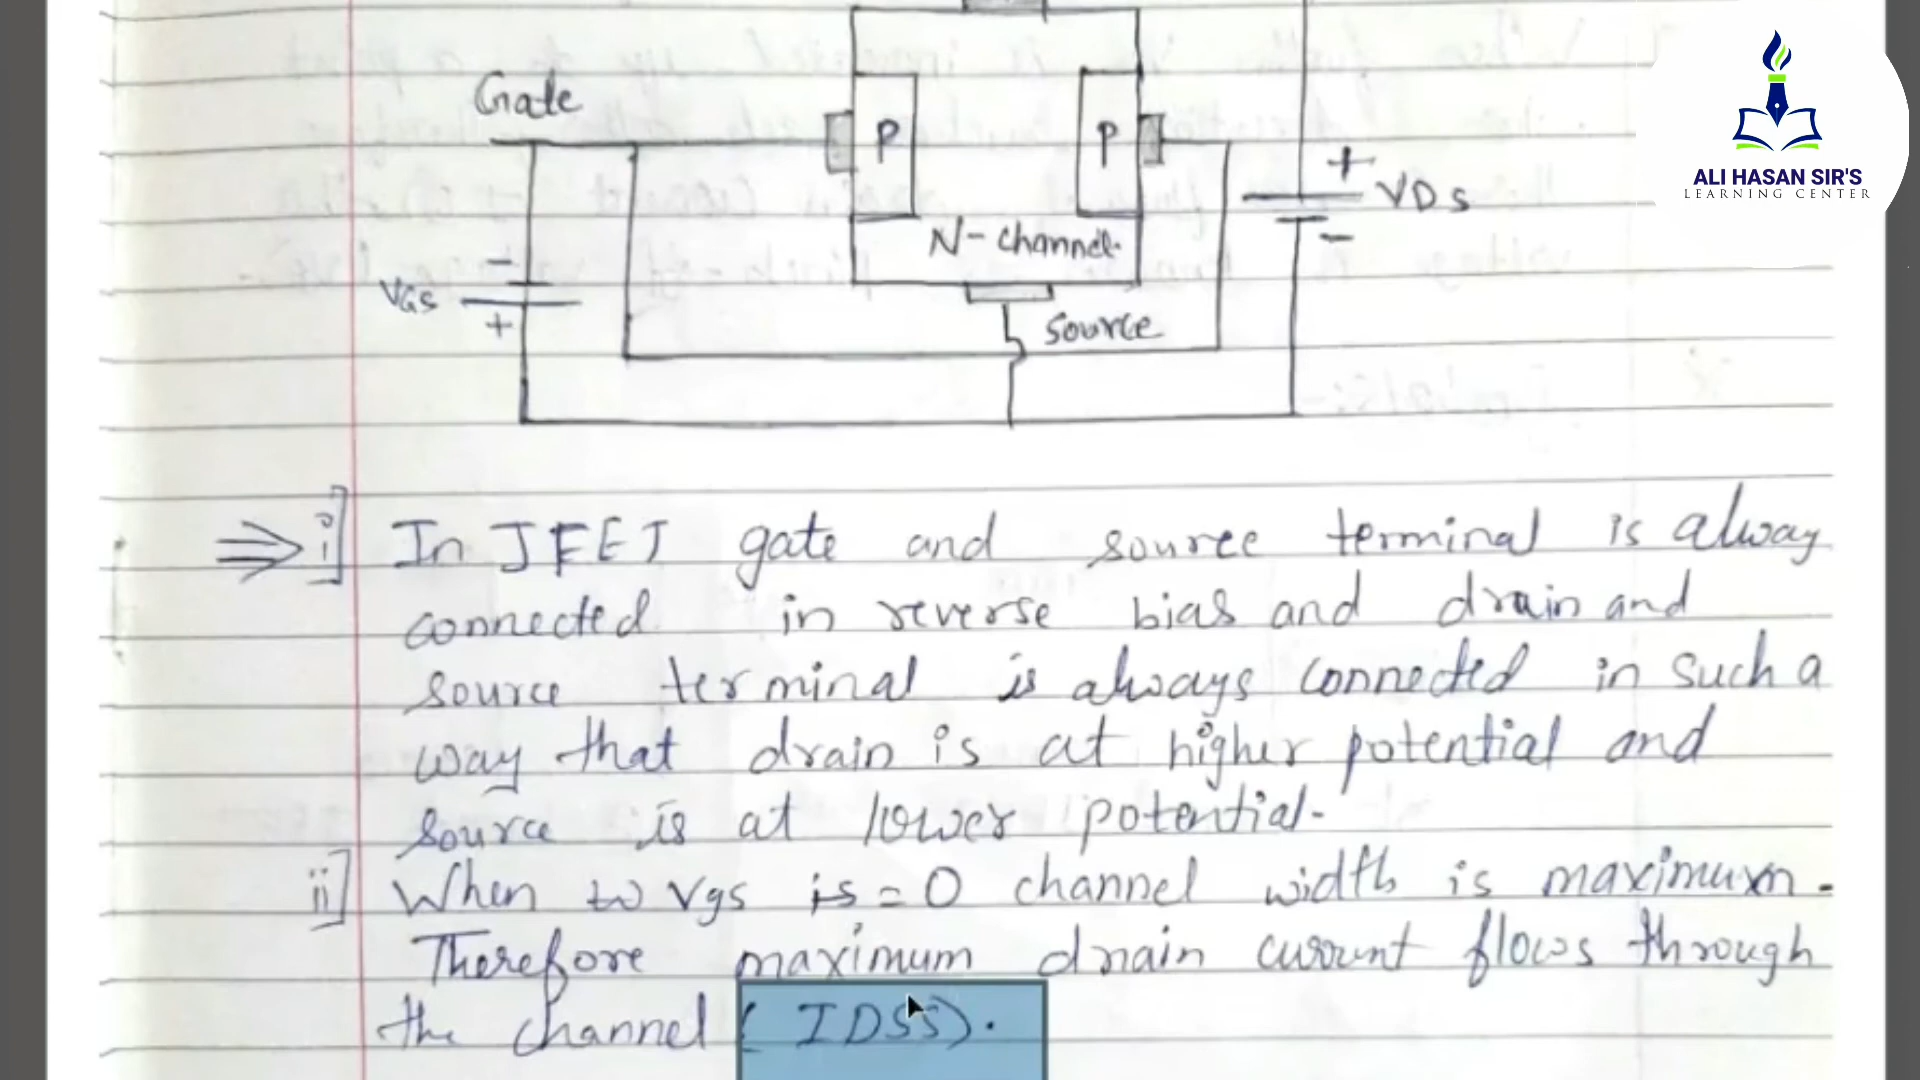 Gate
P
P
+
VDS
-
N-channel.
-
VGS
+
Source
ALI HASAN SIR'S
LEARNING CENTER
i] In JFET gate and source terminal is alway
connected in reverse bias and drain and
source terminal is always connected in such a
way that drain is at higher potential and
source is at lower potential.
ii] When to Vgs is = 0 channel width is maximum.
Therefore maximum drain current flows through
the channel ( IDSS).